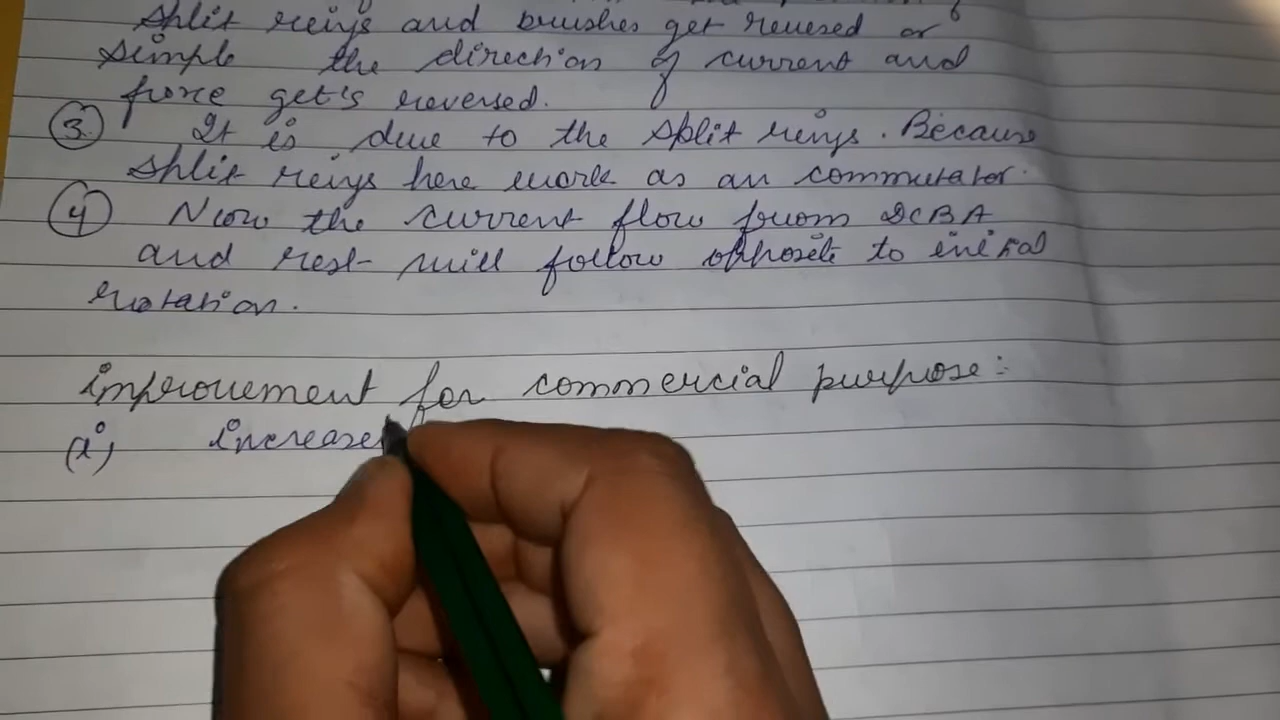 split rings and brushes get reversed or
simple the direction of current and
force get's reversed.
3. It is due to the split rings. Because
split rings here work as an commutator.
4 Now the current flow from DCBA
and rest will follow opposite to
rotation.
improvement for commercial purpose:
(i) increase